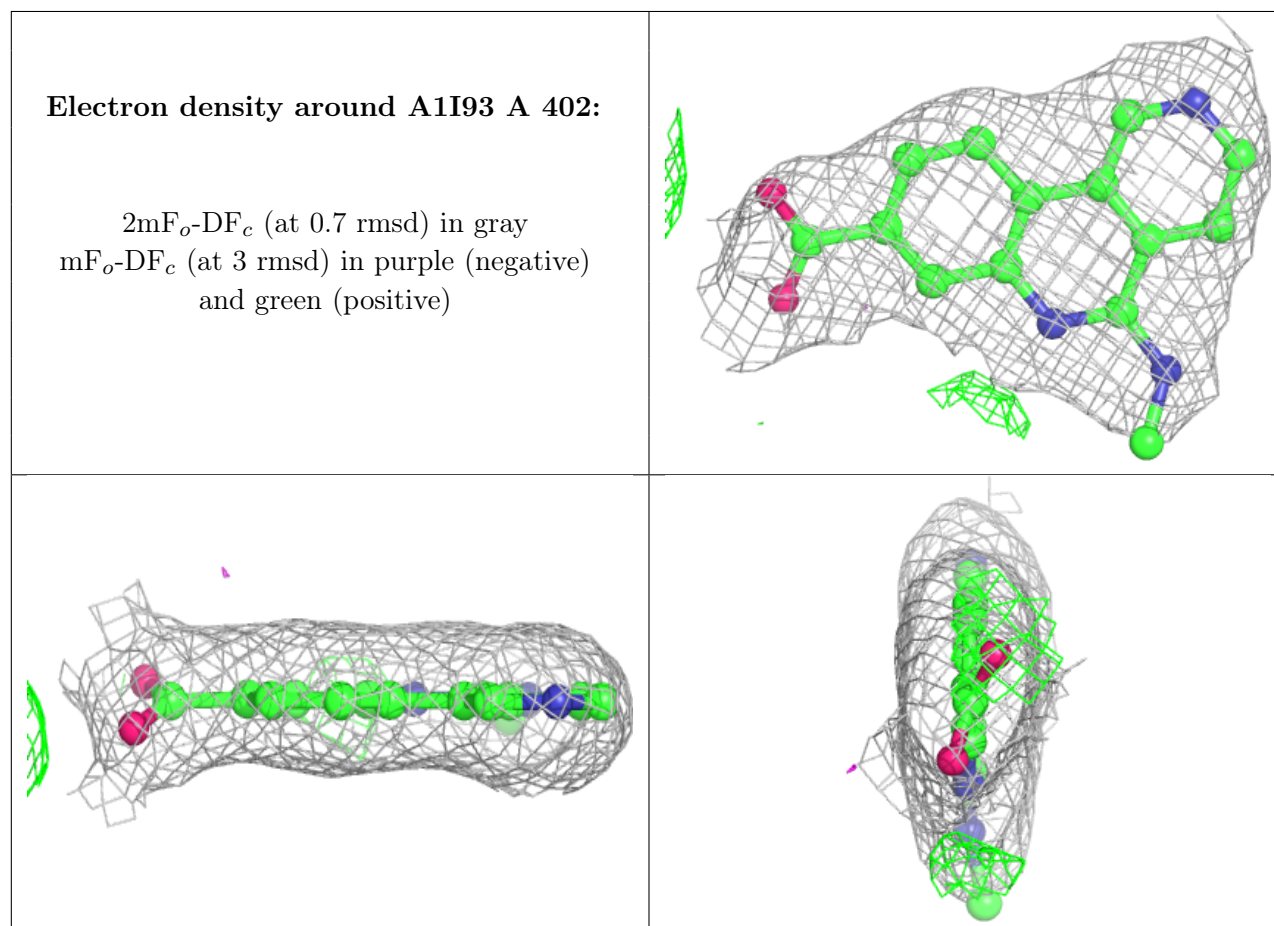 Electron density around A1I93 A 402:
2mFo-DFc (at 0.7 rmsd) in gray
mFo-DFc (at 3 rmsd) in purple (negative)
and green (positive)